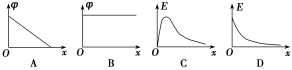 φ φ E E
O x O x O x O x
A B C D